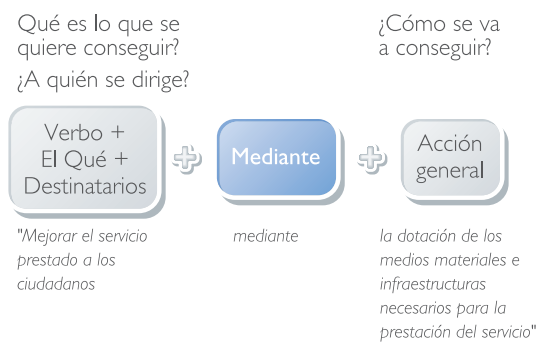 Qué es lo que se
quiere conseguir?
¿A quién se dirige?
¿Cómo se va
a conseguir?
Verbo +
El Qué +
Destinatarios
Mediante
Acción
general
"Mejorar el servicio
prestado a los
ciudadanos
mediante
la dotación de los
medios materiales e
infraestructuras
necesarios para la
prestación del servicio"